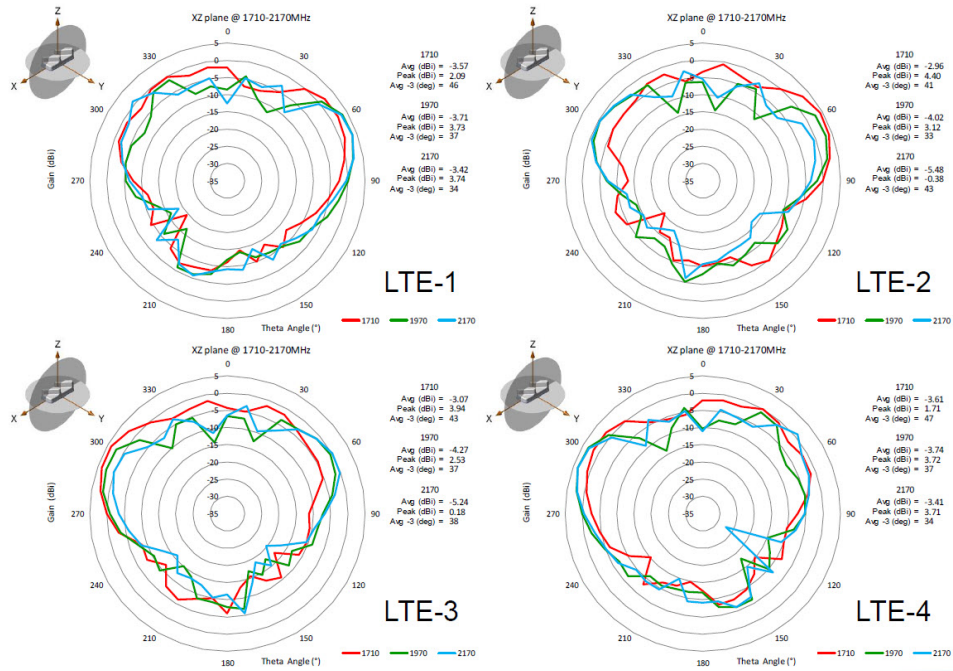 Z
X
Y
XZ plane @ 1710-2170MHz
0
30
60
90
120
150
180
210
240
270
300
330
5
0
-5
-10
-15
-20
-25
-30
-35
Gain (dBi)
Theta Angle (°)
1710
Avg (dBi) = -3.57
Peak (dBi) = 2.09
Avg -3 (deg) = 46
1970
Avg (dBi) = -3.71
Peak (dBi) = 3.73
Avg -3 (deg) = 37
2170
Avg (dBi) = -3.42
Peak (dBi) = 3.74
Avg -3 (deg) = 34
LTE-1
1710 1970 2170
Z
X
Y
XZ plane @ 1710-2170MHz
0
30
60
90
120
150
180
210
240
270
300
330
5
0
-5
-10
-15
-20
-25
-30
-35
Gain (dBi)
Theta Angle (°)
1710
Avg (dBi) = -2.96
Peak (dBi) = 4.40
Avg -3 (deg) = 41
1970
Avg (dBi) = -4.02
Peak (dBi) = 3.12
Avg -3 (deg) = 33
2170
Avg (dBi) = -5.48
Peak (dBi) = -0.38
Avg -3 (deg) = 43
LTE-2
1710 1970 2170
Z
X
Y
XZ plane @ 1710-2170MHz
0
30
60
90
120
150
180
210
240
270
300
330
5
0
-5
-10
-15
-20
-25
-30
-35
Gain (dBi)
Theta Angle (°)
1710
Avg (dBi) = -3.07
Peak (dBi) = 3.94
Avg -3 (deg) = 43
1970
Avg (dBi) = -4.27
Peak (dBi) = 2.53
Avg -3 (deg) = 37
2170
Avg (dBi) = -5.24
Peak (dBi) = 0.18
Avg -3 (deg) = 38
LTE-3
1710 1970 2170
Z
X
Y
XZ plane @ 1710-2170MHz
0
30
60
90
120
150
180
210
240
270
300
330
5
0
-5
-10
-15
-20
-25
-30
-35
Gain (dBi)
Theta Angle (°)
1710
Avg (dBi) = -3.61
Peak (dBi) = 1.71
Avg -3 (deg) = 47
1970
Avg (dBi) = -3.74
Peak (dBi) = 3.72
Avg -3 (deg) = 37
2170
Avg (dBi) = -3.41
Peak (dBi) = 3.71
Avg -3 (deg) = 34
LTE-4
1710 1970 2170